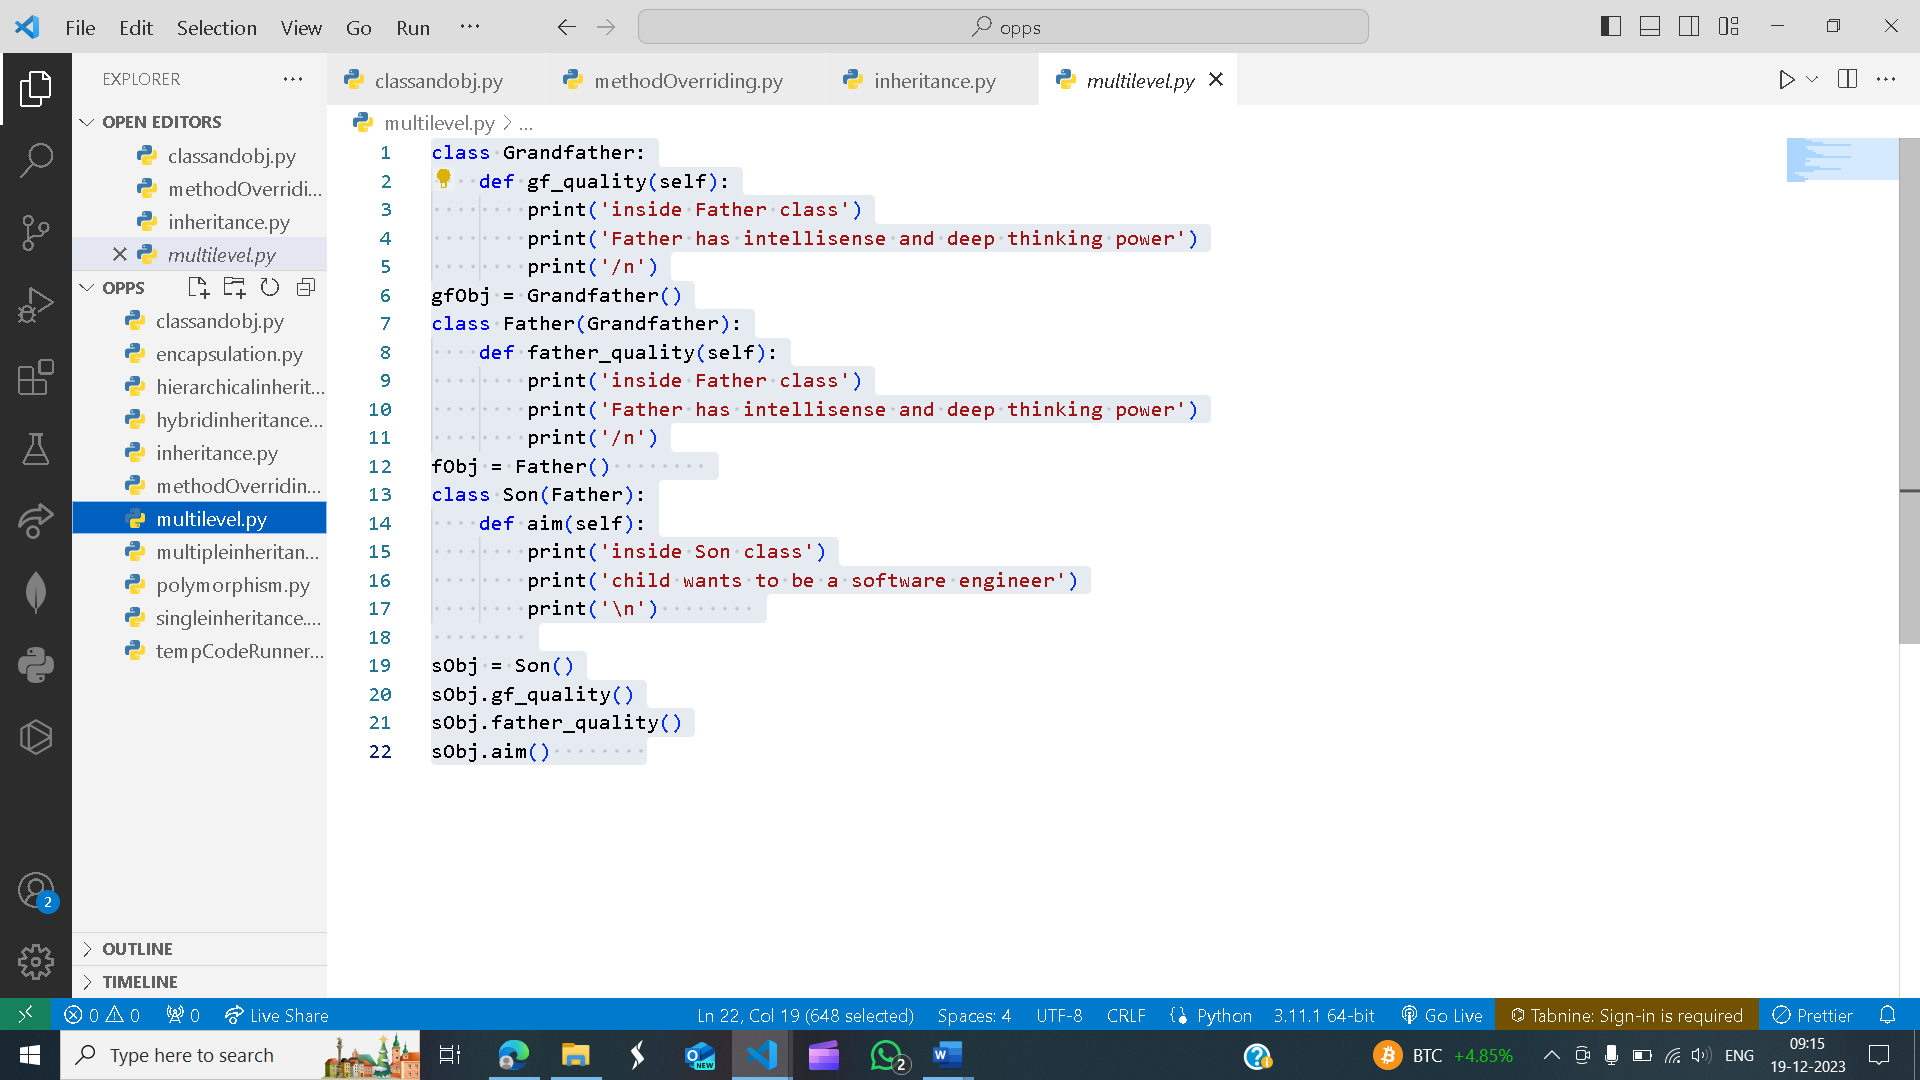 File Edit Selection View Go Run ···
opps
EXPLORER ···
classandobj.py methodOverriding.py inheritance.py multilevel.py
OPEN EDITORS
classandobj.py
methodOverridi...
inheritance.py
multilevel.py
OPPS
classandobj.py
encapsulation.py
hierarchicalinherit...
hybridinheritance...
inheritance.py
methodOverridin...
multilevel.py
multipleinheritan...
polymorphism.py
singleinheritance....
tempCodeRunner...
OUTLINE
TIMELINE
multilevel.py > ...
1 class Grandfather:
2 def gf_quality(self):
3 print('inside Father class')
4 print('Father has intellisense and deep thinking power')
5 print('/n')
6 gfObj = Grandfather()
7 class Father(Grandfather):
8 def father_quality(self):
9 print('inside Father class')
10 print('Father has intellisense and deep thinking power')
11 print('/n')
12 fObj = Father()
13 class Son(Father):
14 def aim(self):
15 print('inside Son class')
16 print('child wants to be a software engineer')
17 print('\n')
18
19 sObj = Son()
20 sObj.gf_quality()
21 sObj.father_quality()
22 sObj.aim()
2
0 0 0 Live Share Ln 22, Col 19 (648 selected) Spaces: 4 UTF-8 CRLF Python 3.11.1 64-bit Go Live Tabnine: Sign-in is required Prettier
Type here to search NEW 2 W BTC +4.85% ENG 09:15
19-12-2023